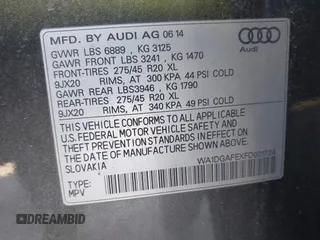 MFD. BY AUDI AG 06 14
GVWR LBS 6889 , KG 3125
GAWR FRONT LBS 3241 , KG 1470
FRONT-TIRES 275/45 R20 XL
9JX20 RIMS, AT 300 KPA 44 PSI COLD
GAWR REAR LBS3946 , KG 1790
REAR-TIRES 275/45 R20 XL
9JX20 RIMS, AT 340 KPA 49 PSI COLD
THIS VEHICLE CONFORMS TO ALL APPLICABLE
U.S. FEDERAL MOTOR VEHICLE SAFETY
STANDARDS IN EFFECT ON THE
DATE OF MANUFACTURE SHOWN ABOVE.
SLOVAKIA
TYPE:
MPV
Audi
DREAMBID